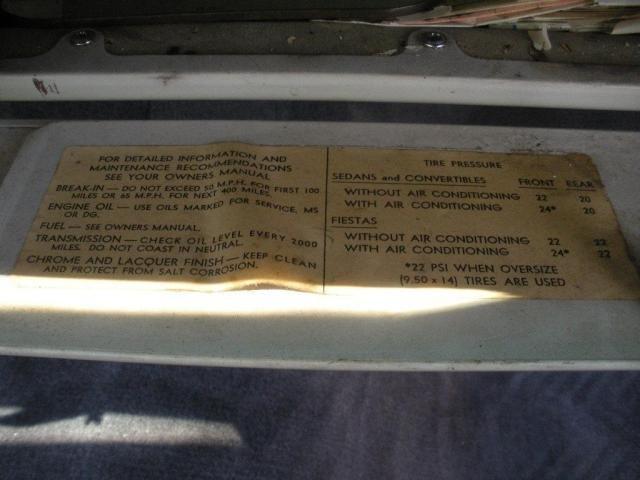 FOR DETAILED INFORMATION AND
MAINTENANCE RECOMMENDATIONS
SEE YOUR OWNERS MANUAL
BREAK-IN — DO NOT EXCEED 50 M.P.H. FOR FIRST 100
MILES OR 65 M.P.H. FOR NEXT 400 MILES.
ENGINE OIL — USE OILS MARKED FOR SERVICE, MS
OR DG.
FUEL — SEE OWNERS MANUAL.
TRANSMISSION — CHECK OIL LEVEL EVERY 2000
MILES. DO NOT COAST IN NEUTRAL.
CHROME AND LACQUER FINISH — KEEP CLEAN
AND PROTECT FROM SALT CORROSION.
TIRE PRESSURE
SEDANS and CONVERTIBLES FRONT REAR
WITHOUT AIR CONDITIONING 22 20
WITH AIR CONDITIONING 24* 20
FIESTAS
WITHOUT AIR CONDITIONING 22 22
WITH AIR CONDITIONING 24* 22
*22 PSI WHEN OVERSIZE
(9.50 x 14) TIRES ARE USED